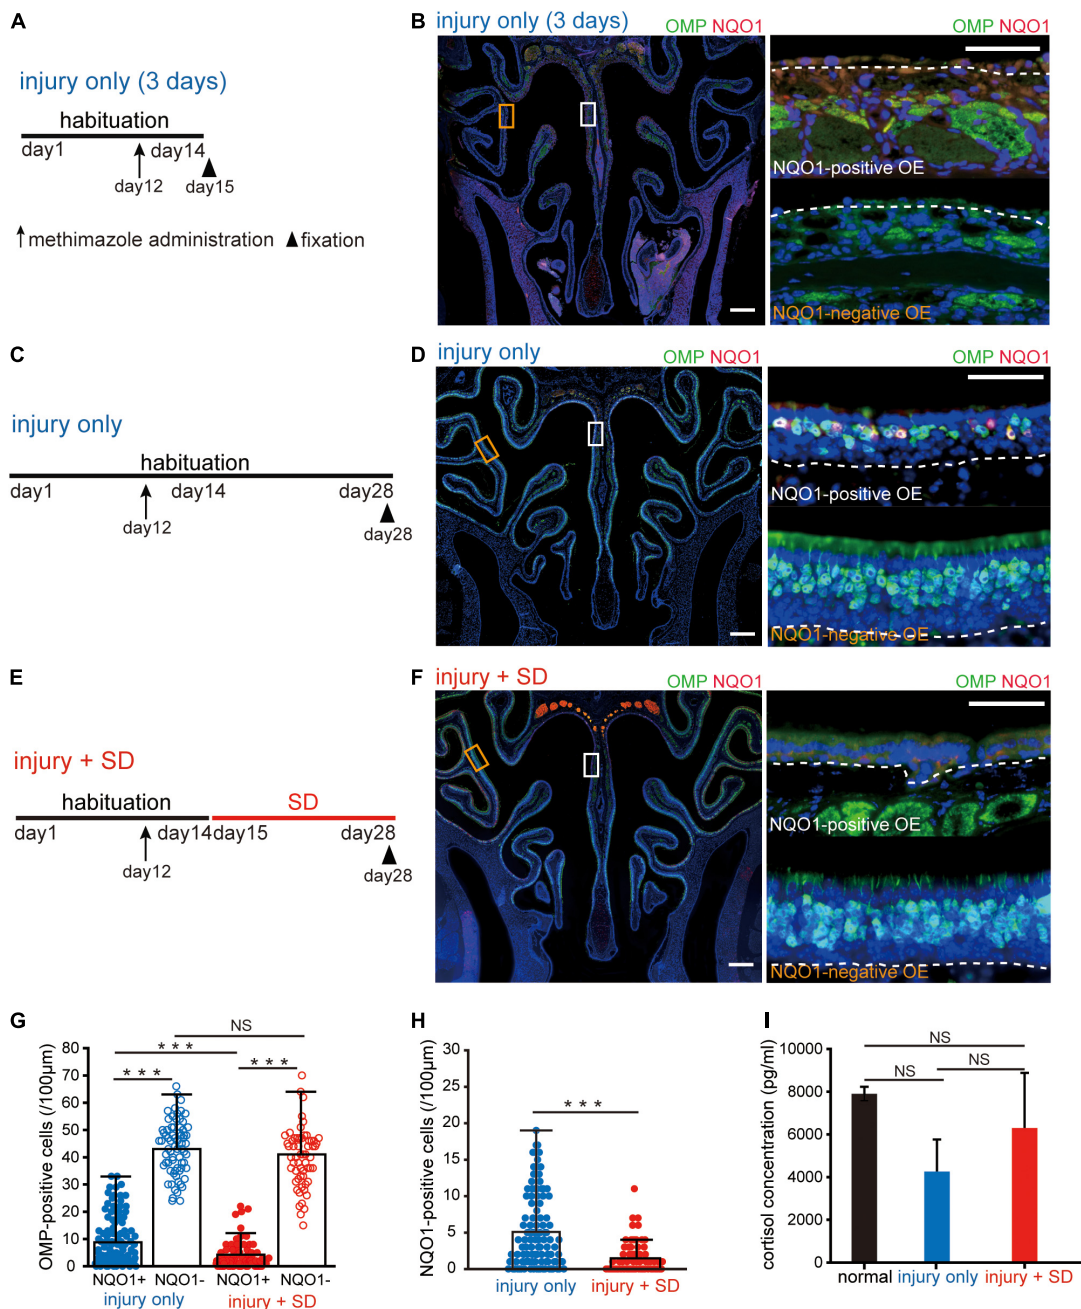 A
injury only (3 days)
habituation
day1
day14
day12
day15
methimazole administration
fixation
B
injury only (3 days)
OMP NQO1
NQO1-positive OE
NQO1-negative OE
C
injury only
habituation
day1
day14
day28
day12
day28
D
injury only
OMP NQO1
OMP NQO1
NQO1-positive OE
NQO1-negative OE
E
injury + SD
habituation
SD
day1
day14
day15
day28
day12
day28
F
injury + SD
OMP NQO1
OMP NQO1
NQO1-positive OE
NQO1-negative OE
G
OMP-positive cells (/100µm)
80
70
60
50
40
30
20
10
0
NS
* * *
* * *
* * *
NQO1+ NQO1- NQO1+ NQO1-
injury only
injury + SD
H
NQO1-positive cells (/100µm)
30
25
20
15
10
5
0
* * *
injury only
injury + SD
I
cortisol concentration (pg/ml)
10000
8000
6000
4000
2000
0
NS
NS
NS
normal
injury only
injury + SD